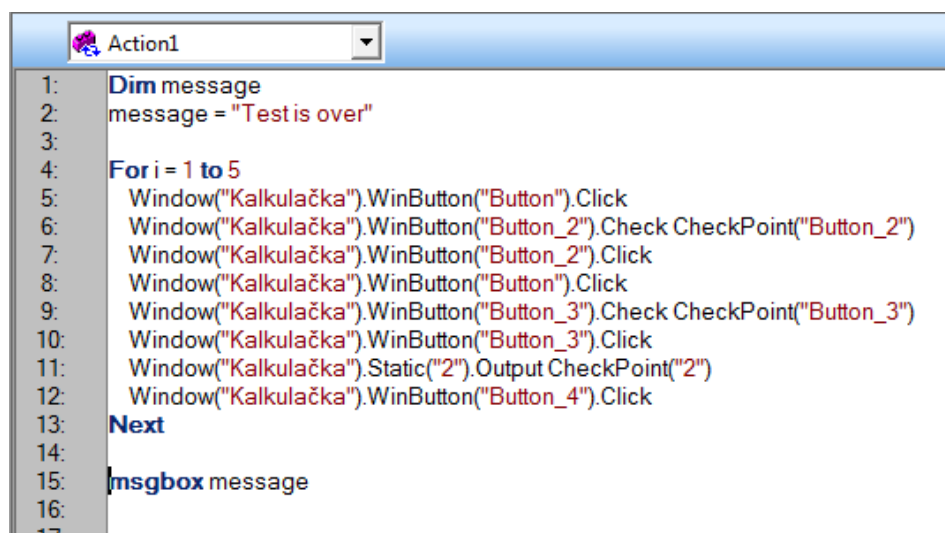 Action1
1: Dim message
2: message = "Test is over"
3:
4: For i = 1 to 5
5: Window("Kalkulačka").WinButton("Button").Click
6: Window("Kalkulačka").WinButton("Button_2").Check CheckPoint("Button_2")
7: Window("Kalkulačka").WinButton("Button_2").Click
8: Window("Kalkulačka").WinButton("Button").Click
9: Window("Kalkulačka").WinButton("Button_3").Check CheckPoint("Button_3")
10: Window("Kalkulačka").WinButton("Button_3").Click
11: Window("Kalkulačka").Static("2").Output CheckPoint("2")
12: Window("Kalkulačka").WinButton("Button_4").Click
13: Next
14:
15: msgbox message
16: